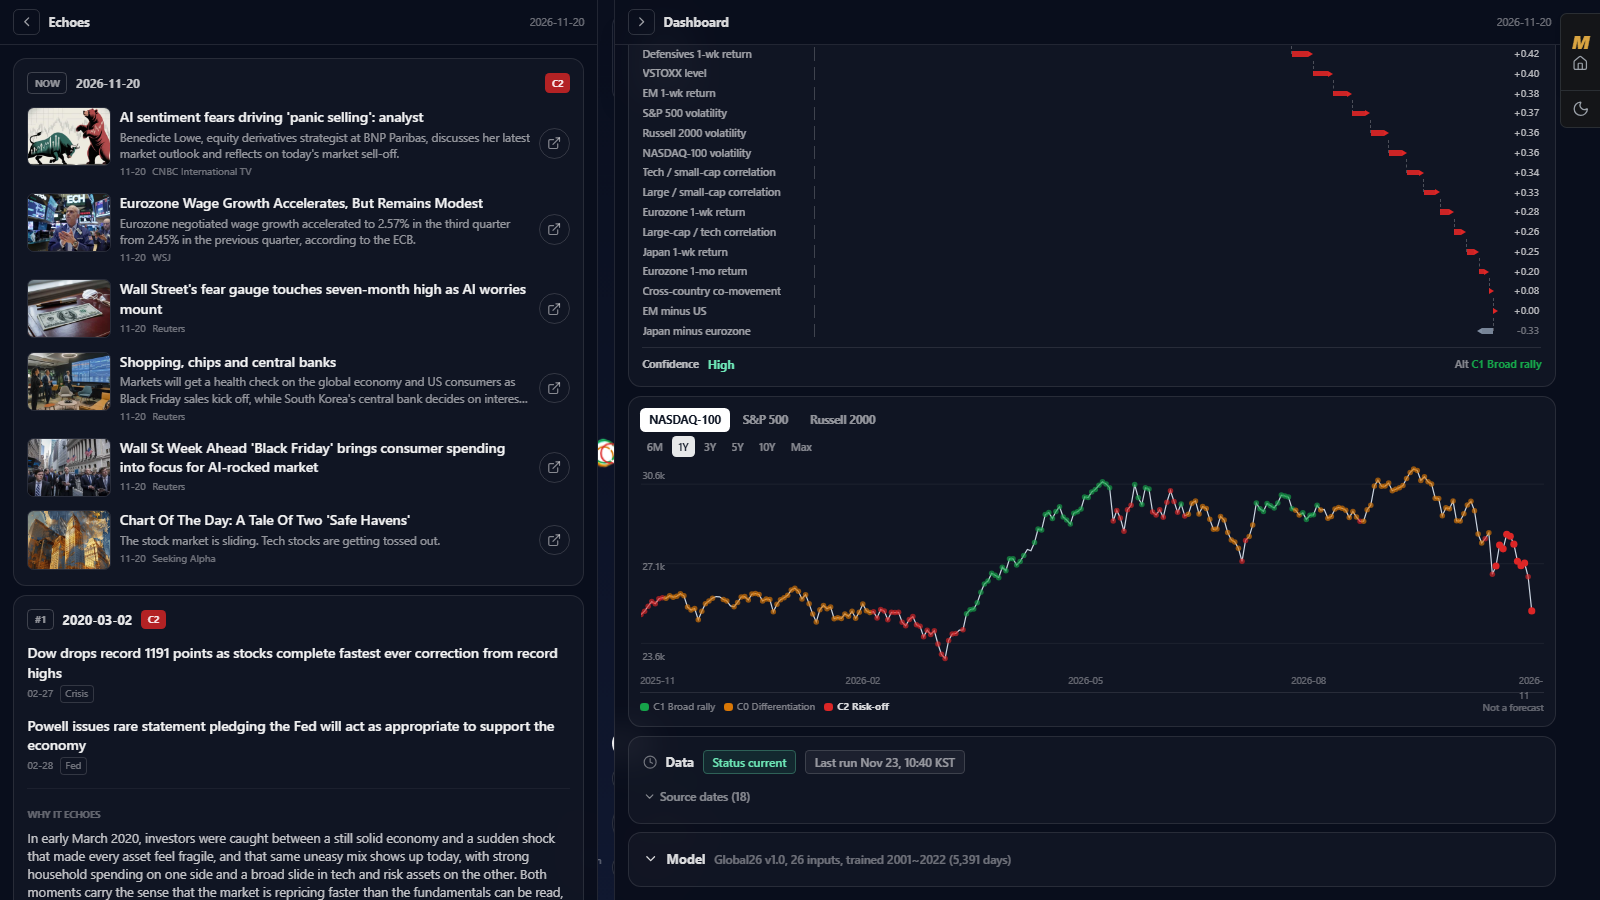 Echoes
2026-11-20
NOW
2026-11-20
C2
AI sentiment fears driving 'panic selling': analyst
Benedicte Lowe, equity derivatives strategist at BNP Paribas, discusses her latest
market outlook and reflects on today's market sell-off.
11-20 CNBC International TV
Eurozone Wage Growth Accelerates, But Remains Modest
Eurozone negotiated wage growth accelerated to 2.57% in the third quarter
from 2.45% in the previous quarter, according to the ECB.
11-20 WSJ
Wall Street's fear gauge touches seven-month high as AI worries
mount
11-20 Reuters
Shopping, chips and central banks
Markets will get a health check on the global economy and US consumers as
Black Friday sales kick off, while South Korea's central bank decides on interes...
11-20 Reuters
Wall St Week Ahead 'Black Friday' brings consumer spending
into focus for AI-rocked market
11-20 Reuters
Chart Of The Day: A Tale Of Two 'Safe Havens'
The stock market is sliding. Tech stocks are getting tossed out.
11-20 Seeking Alpha
#1
2020-03-02
C2
Dow drops record 1191 points as stocks complete fastest ever correction from record
highs
02-27 Crisis
Powell issues rare statement pledging the Fed will act as appropriate to support the
economy
02-28 Fed
WHY IT ECHOES
In early March 2020, investors were caught between a still solid economy and a sudden shock
that made every asset feel fragile, and that same uneasy mix shows up today, with strong
household spending on one side and a broad slide in tech and risk assets on the other. Both
moments carry the sense that the market is repricing faster than the fundamentals can be read,
Dashboard
2026-11-20
Defensives 1-wk return +0.42
VSTOXX level +0.40
EM 1-wk return +0.38
S&P 500 volatility +0.37
Russell 2000 volatility +0.36
NASDAQ-100 volatility +0.36
Tech / small-cap correlation +0.34
Large / small-cap correlation +0.33
Eurozone 1-wk return +0.28
Large-cap / tech correlation +0.26
Japan 1-wk return +0.25
Eurozone 1-mo return +0.20
Cross-country co-movement +0.08
EM minus US +0.00
Japan minus eurozone -0.33
Confidence High
Alt C1 Broad rally
NASDAQ-100 S&P 500 Russell 2000
6M 1Y 3Y 5Y 10Y Max
30.6k
27.1k
23.6k
2025-11 2026-02 2026-05 2026-08 2026-
11
C1 Broad rally C0 Differentiation C2 Risk-off
Not a forecast
Data Status current Last run Nov 23, 10:40 KST
Source dates (18)
Model Global26 v1.0, 26 inputs, trained 2001~2022 (5,391 days)
M